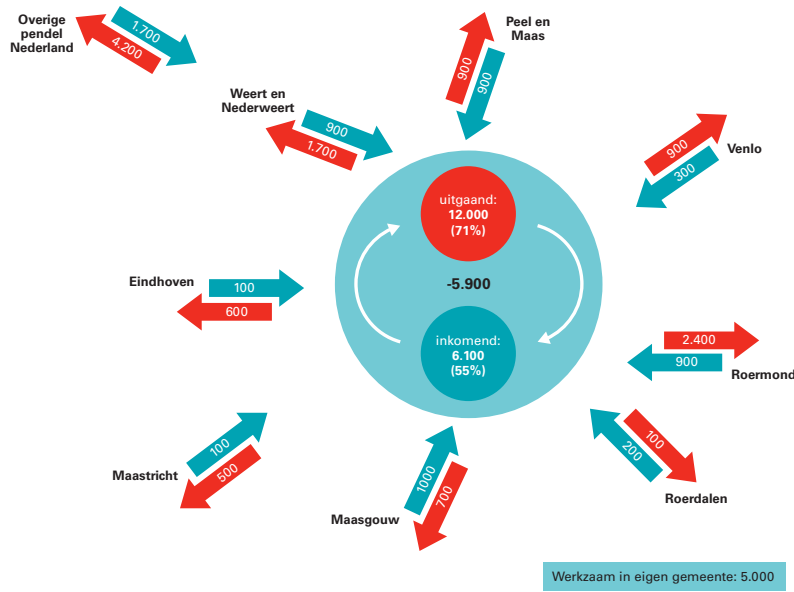 Overige
pendel
Nederland
1.700
4.200
Peel en
Maas
900
900
Weert en
Nederweert
900
1.700
Venlo
900
300
uitgaand:
12.000
(71%)
-5.900
inkomend:
6.100
(55%)
Eindhoven
100
600
2.400
900
Roermond
Maastricht
100
500
Maasgouw
1000
700
100
200
Roerdalen
Werkzaam in eigen gemeente: 5.000